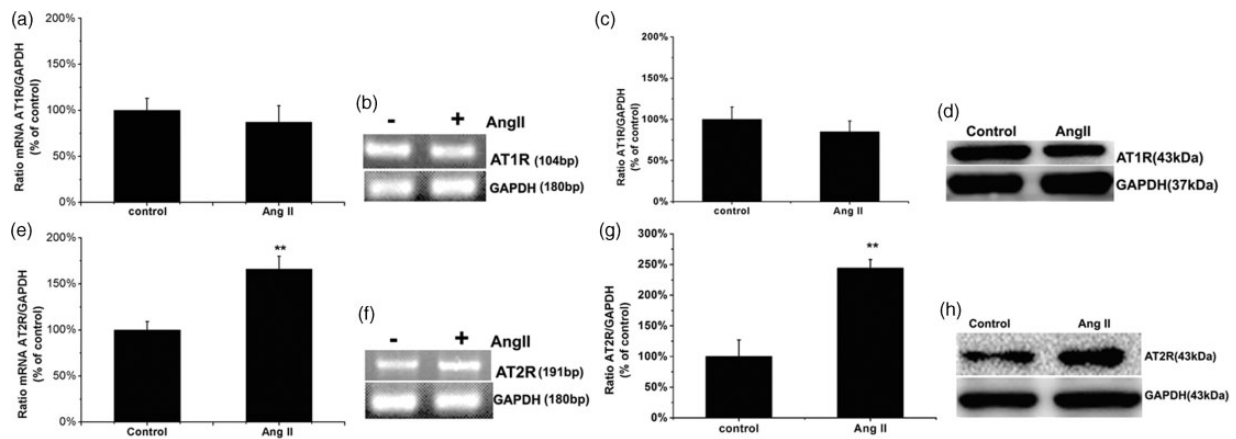 (a)
Ratio mRNA AT1R/GAPDH
(% of control)
200%
150%
100%
50%
0%
control
Ang II
(b)
- + AngII
AT1R (104bp)
GAPDH (180bp)
(c)
Ratio AT1R/GAPDH
(% of control)
200%
150%
100%
50%
0%
control
Ang II
(d)
Control AngII
AT1R(43kDa)
GAPDH(37kDa)
(e)
Ratio mRNA AT2R/GAPDH
(% of control)
200%
150%
100%
50%
0%
**
Control
Ang II
(f)
- + AngII
AT2R (191bp)
GAPDH (180bp)
(g)
Ratio AT2R/GAPDH
(% of control)
300%
250%
200%
150%
100%
50%
0%
**
control
Ang II
(h)
Control Ang II
AT2R(43kDa)
GAPDH(43kDa)